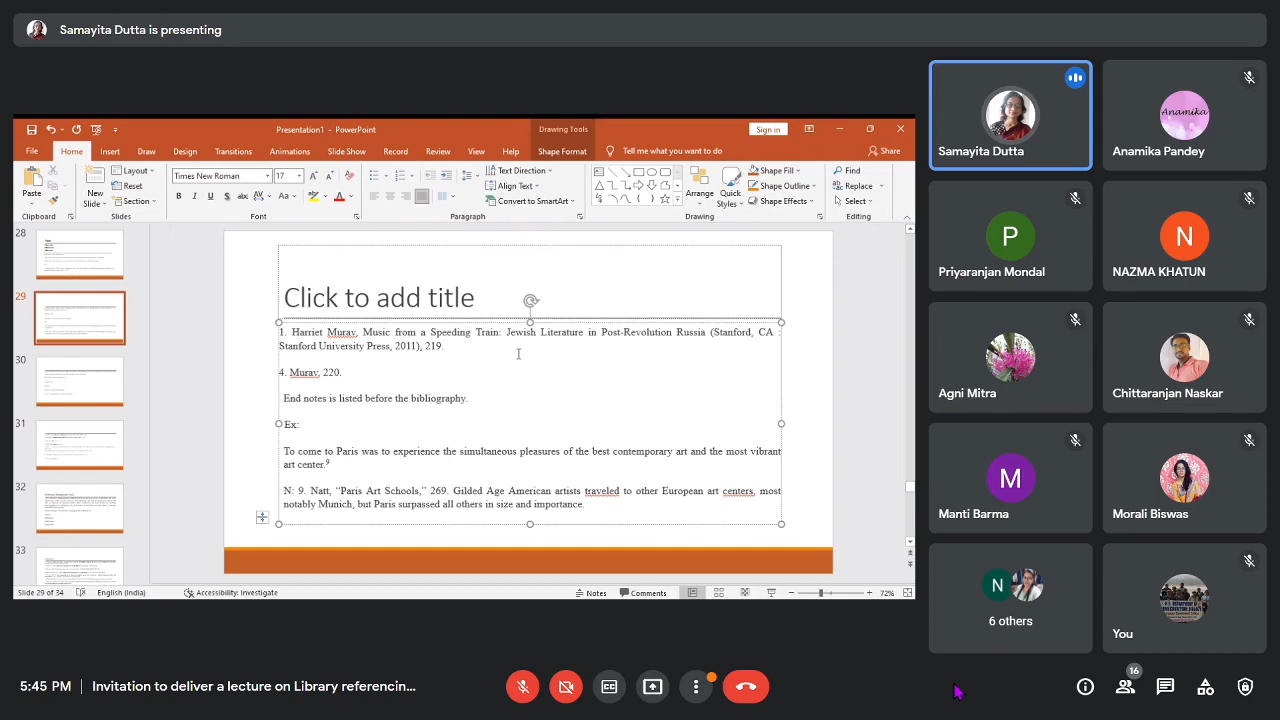 Samayita Dutta is presenting
Presentation1 - PowerPoint
Drawing Tools
Sign in
File Home Insert Draw Design Transitions Animations Slide Show Record Review View Help Shape Format Tell me what you want to do Share
Paste
Clipboard
New
Slide
Layout
Reset
Section
Slides
Times New Roman 17
B I U S abc AV Aa A
Font
Text Direction
Align Text
Convert to SmartArt
Paragraph
Arrange
Quick
Styles
Shape Fill
Shape Outline
Shape Effects
Drawing
Find
Replace
Select
Editing
28
29
30
31
32
33
Click to add title
1. Harriet Murav, Music from a Speeding Train: Jewish Literature in Post-Revolution Russia (Stanford, CA :
Stanford University Press, 2011), 219.
4. Murav, 220.
End notes is listed before the bibliography.
Ex:
To come to Paris was to experience the simultaneous pleasures of the best contemporary art and the most vibrant
art center.9
N: 9. Natt, “Paris Art Schools,” 269. Gilded Age American artists traveled to other European art centers, most
notably Munich, but Paris surpassed all others in size and importance.
Slide 29 of 34 English (India) Accessibility: Investigate Notes Comments 72%
Samayita Dutta
Anamika
Anamika Pandey
P
Priyaranjan Mondal
N
NAZMA KHATUN
Agni Mitra
Chittaranjan Naskar
M
Manti Barma
Morali Biswas
N
6 others
You
5:45 PM | Invitation to deliver a lecture on Library referencin...
CC
16